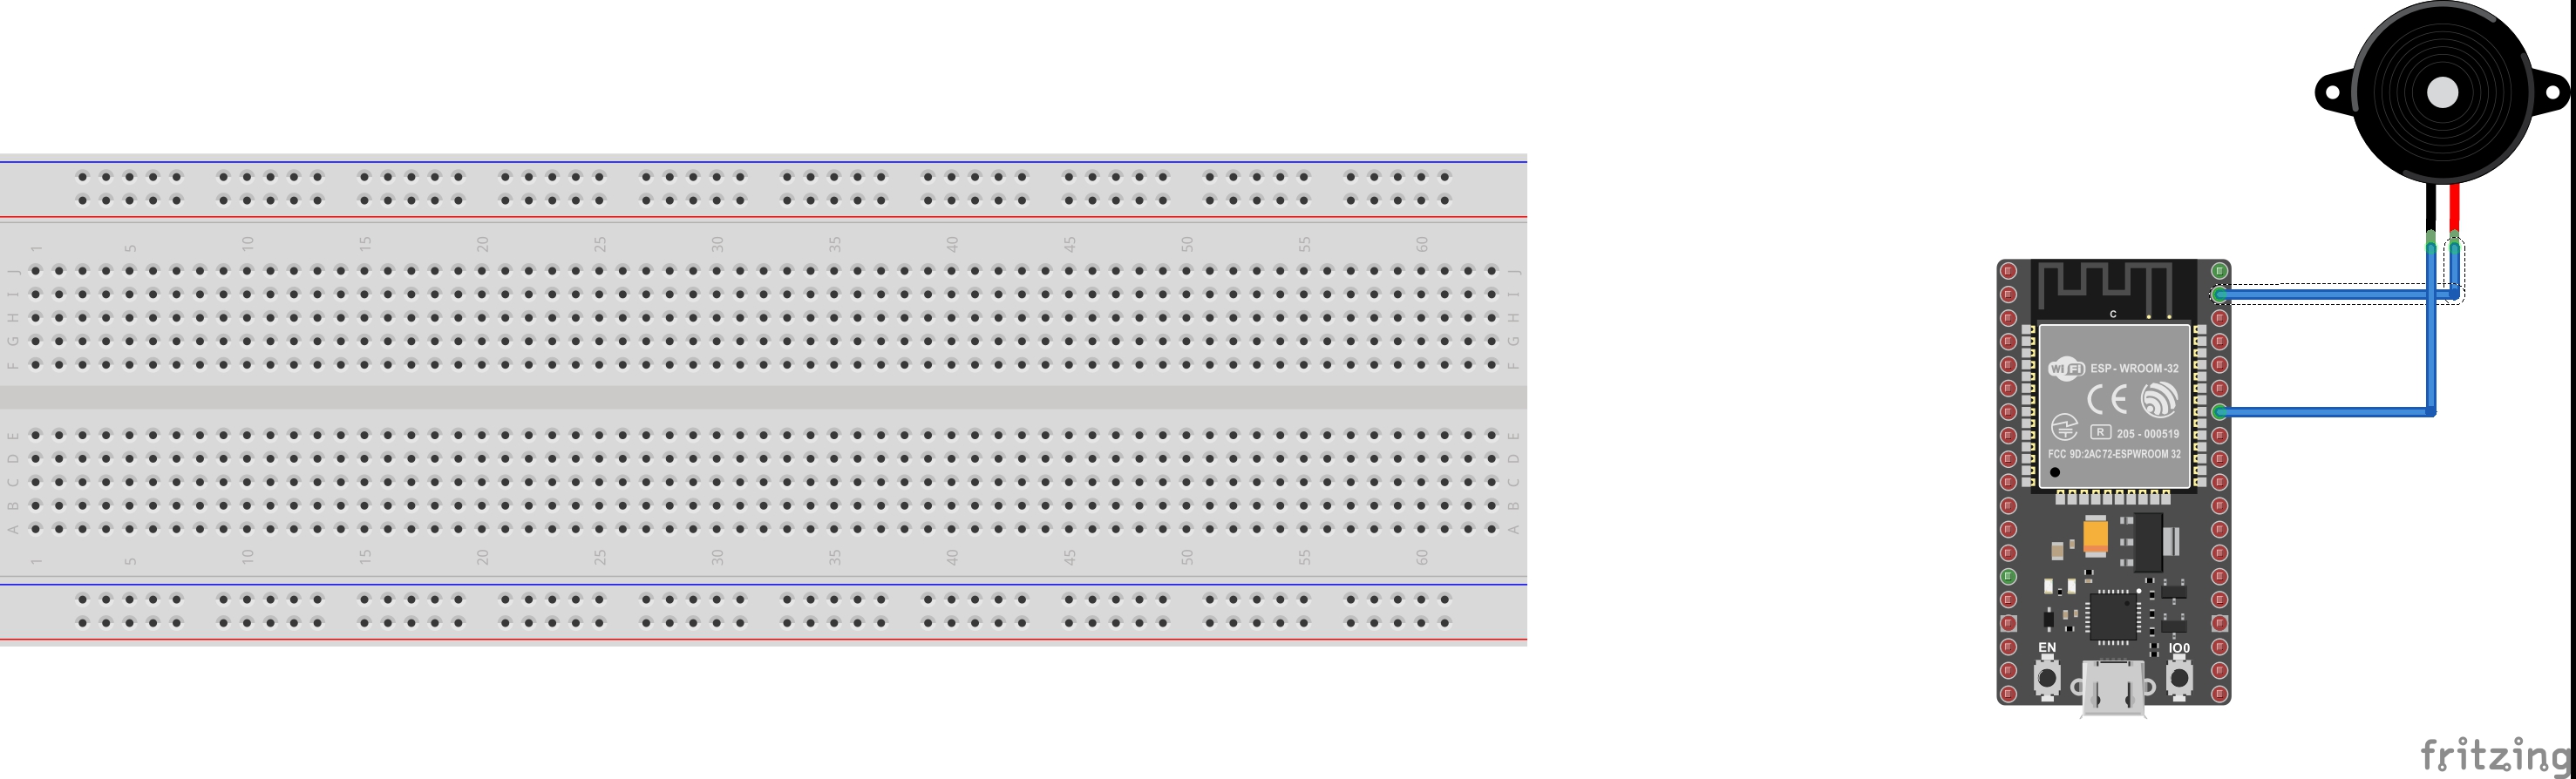 1 5 10 15 20 25 30 35 40 45 50 55 60
J J
I I
H H
G G
F F
E E
D D
C C
B B
A A
1 5 10 15 20 25 30 35 40 45 50 55 60
C
WiFi ESP-WROOM-32
CE
R 205-000519
FCC 9D:2AC72-ESPWROOM 32
EN IO0
fritzing